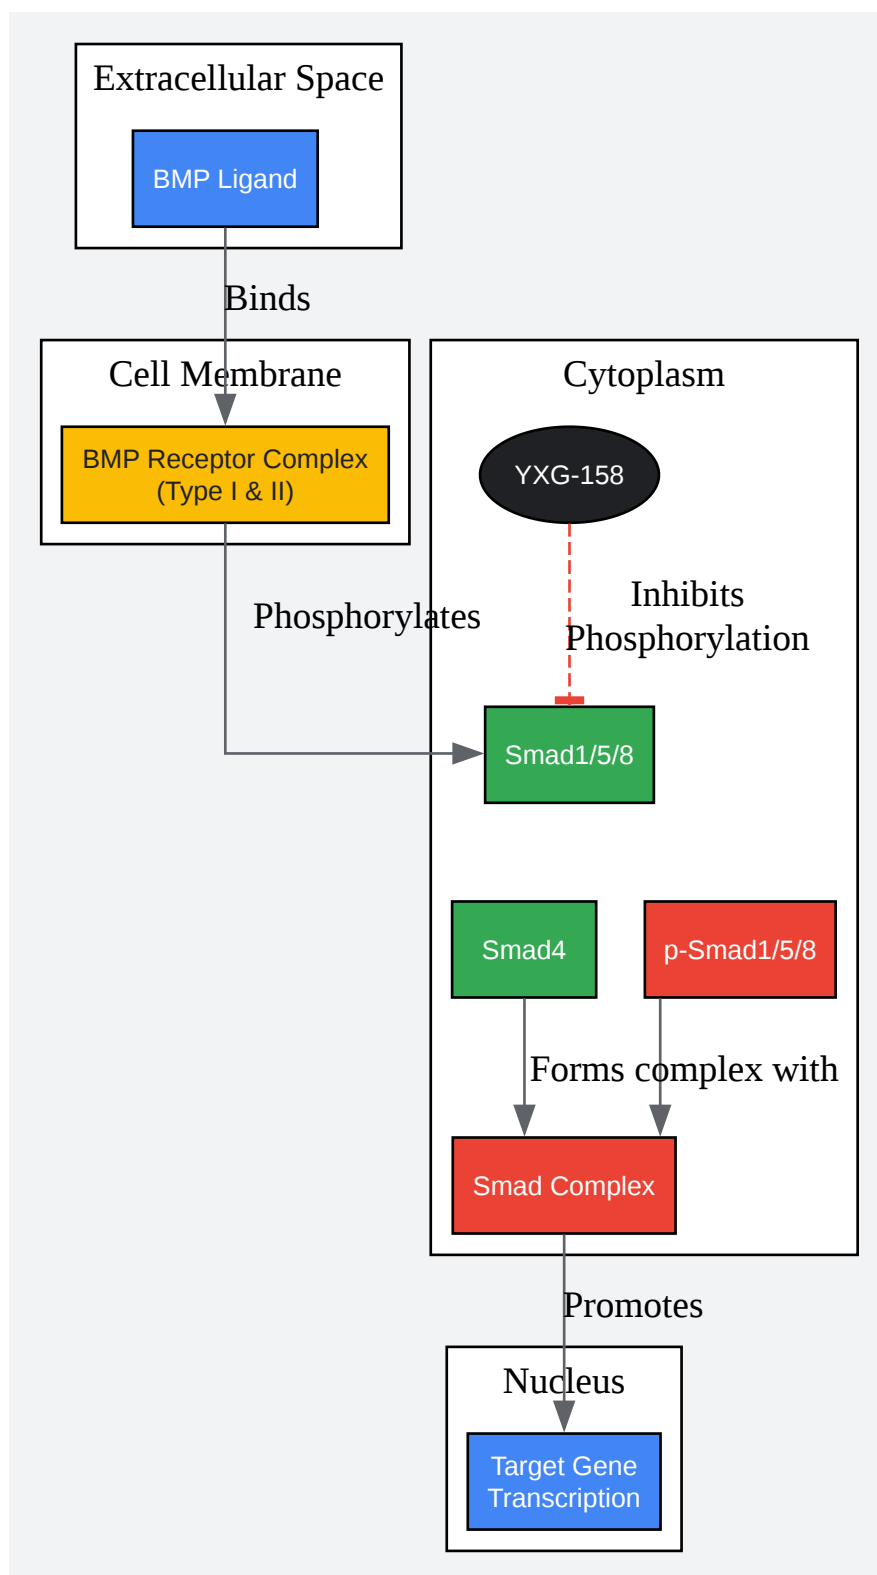 Extracellular Space
BMP Ligand
Binds
Cell Membrane
BMP Receptor Complex
(Type I & II)
Cytoplasm
YXG-158
Phosphorylates
Inhibits
Phosphorylation
Smad1/5/8
Smad4
p-Smad1/5/8
Forms complex with
Smad Complex
Promotes
Nucleus
Target Gene
Transcription